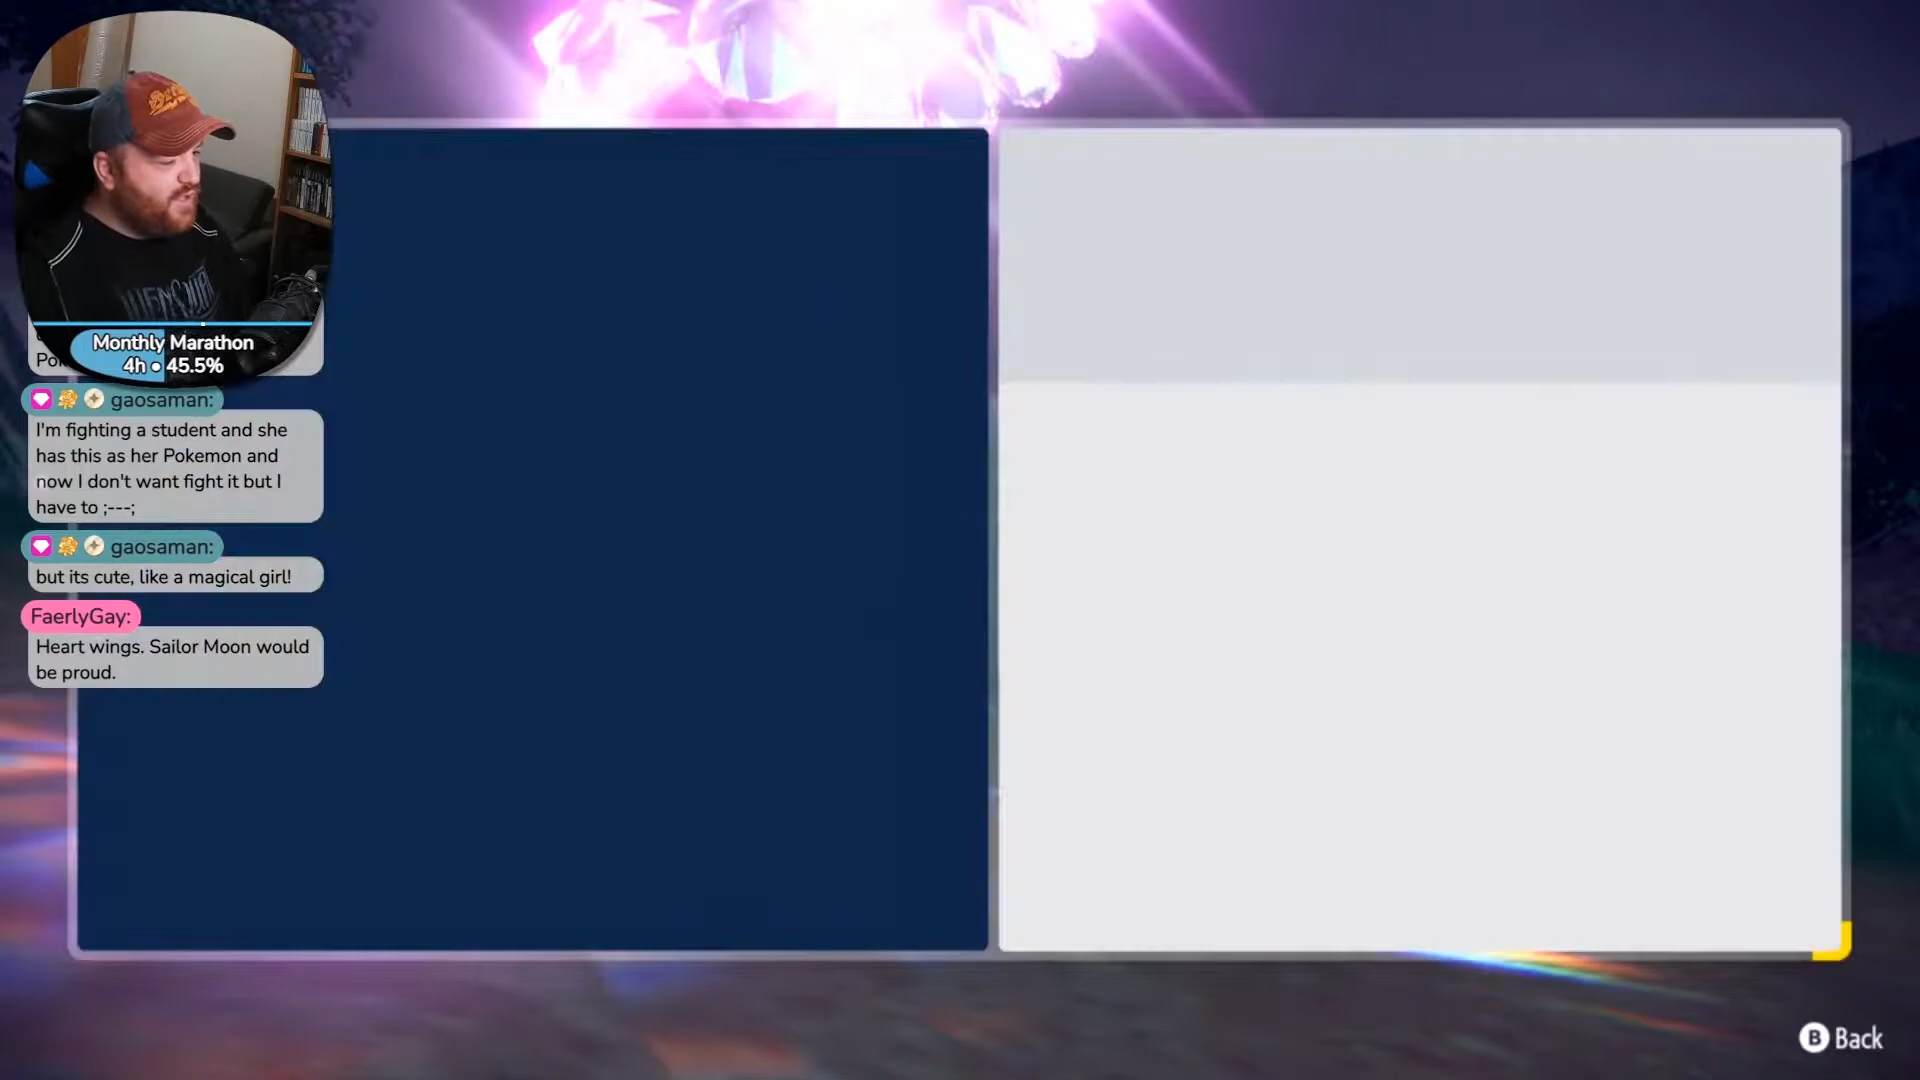 Monthly Marathon
4h • 45.5%
gaosaman:
I'm fighting a student and she
has this as her Pokemon and
now I don't want fight it but I
have to ;---;
gaosaman:
but its cute, like a magical girl!
FaerlyGay:
Heart wings. Sailor Moon would
be proud.
B Back